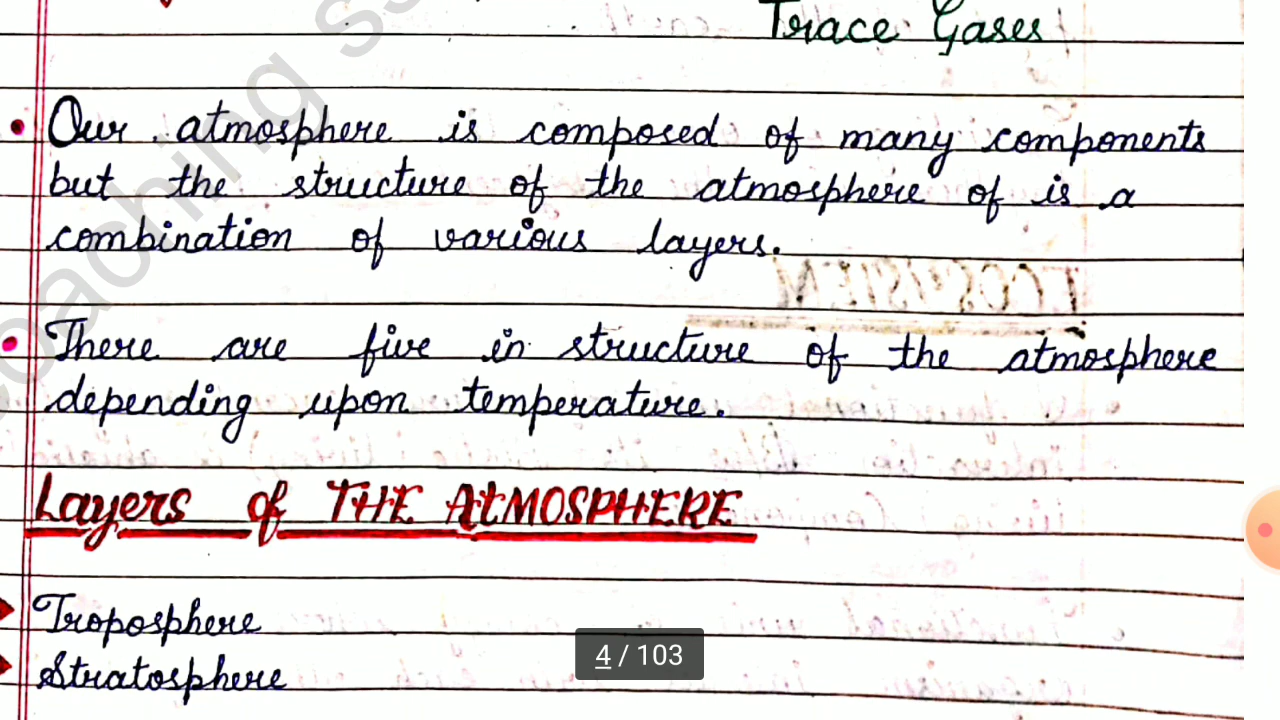 Trace Gases
Our atmosphere is composed of many components
but the structure of the atmosphere of is a
combination of various layers.
ECOSYSTEM
There are five in structure of the atmosphere
depending upon temperature.
Layers of THE AtMOSPHERE
Troposphere
Stratosphere
4 / 103